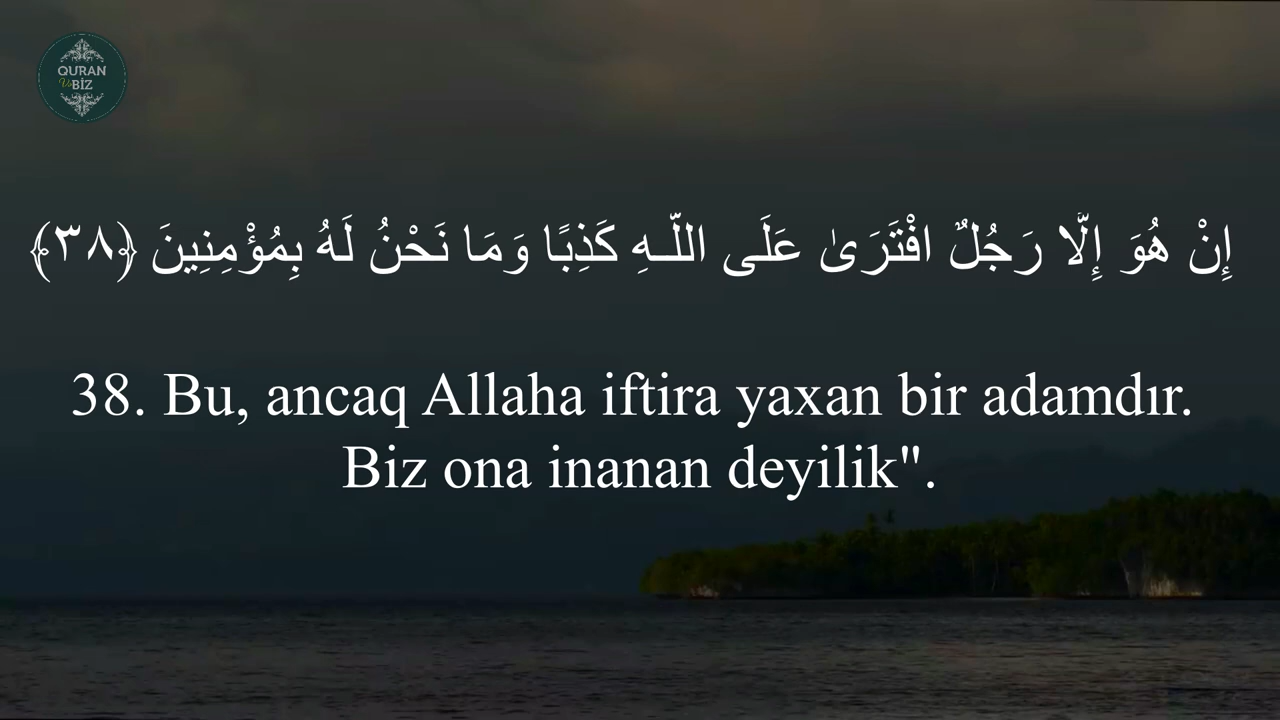 QURAN
Və BİZ
إِنْ هُوَ إِلَّا رَجُلٌ افْتَرَىٰ عَلَى اللَّـهِ كَذِبًا وَمَا نَحْنُ لَهُ بِمُؤْمِنِينَ ﴿٣٨﴾
38. Bu, ancaq Allaha iftira yaxan bir adamdır.
Biz ona inanan deyilik".